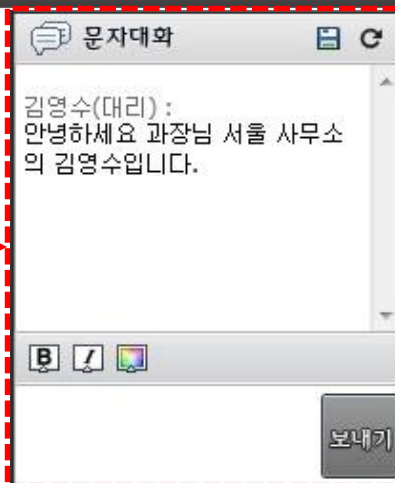 문자대화
김영수(대리) :
안녕하세요 과장님 서울 사무소
의 김영수입니다.
B I
보내기